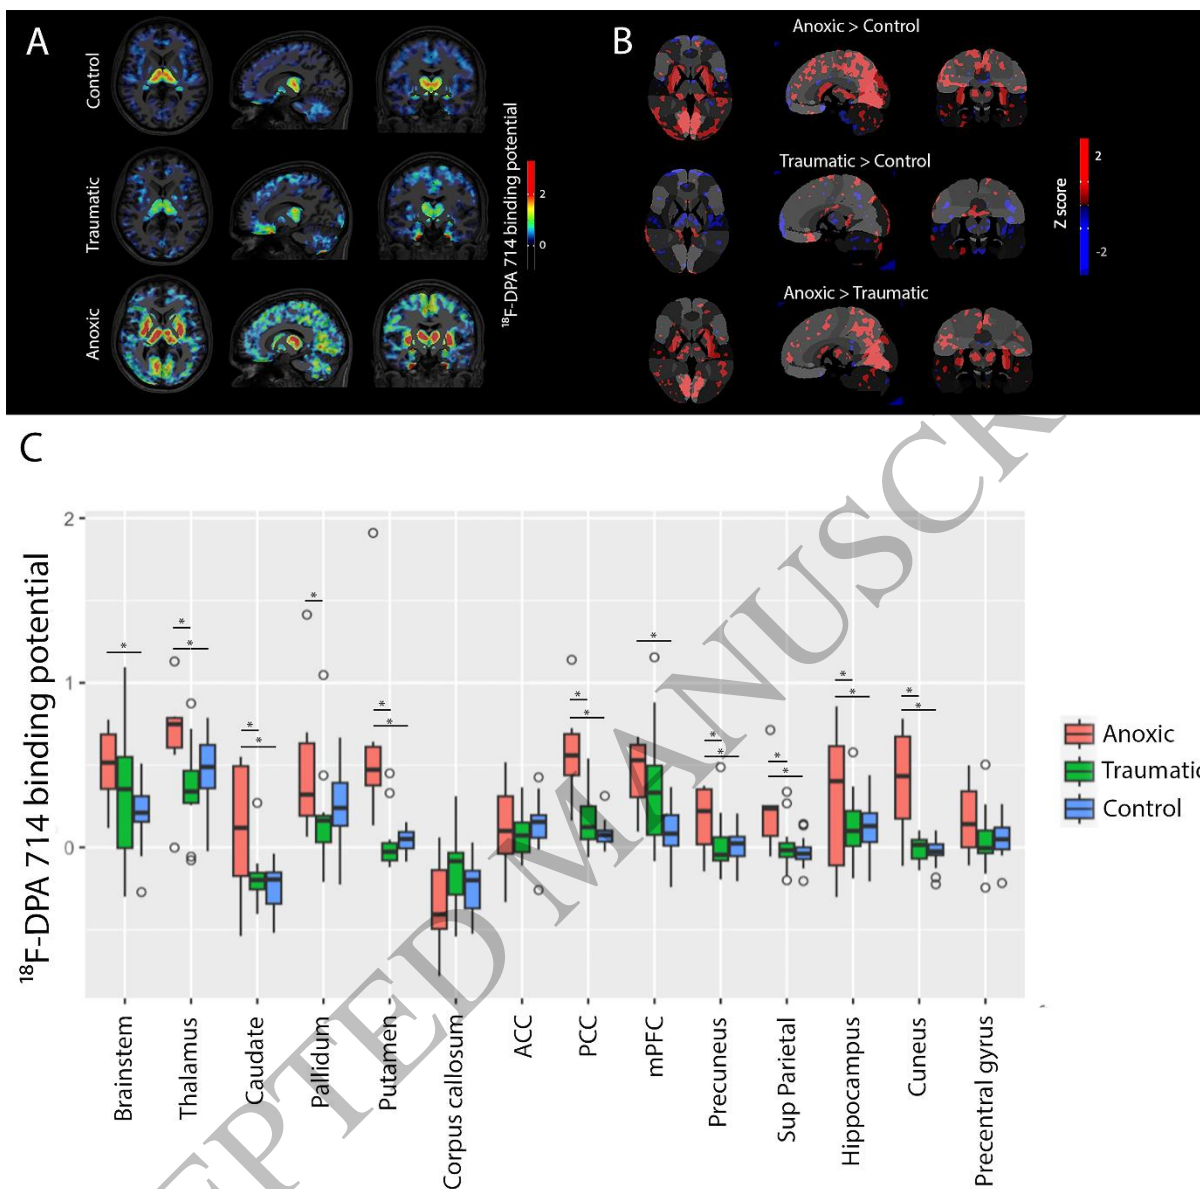 A
B
Control
Traumatic
Anoxic
¹⁸F-DPA 714 binding potential
2
0
Anoxic > Control
Traumatic > Control
Anoxic > Traumatic
Z score
2
-2
C
¹⁸F-DPA 714 binding potential
2
1
0
* * * * * * * * * * * * * * * * * * *
Brainstem
Thalamus
Caudate
Pallidum
Putamen
Corpus callosum
ACC
PCC
mPFC
Precuneus
Sup Parietal
Hippocampus
Cuneus
Precentral gyrus
Anoxic
Traumatic
Control
EPTED MANUSCR